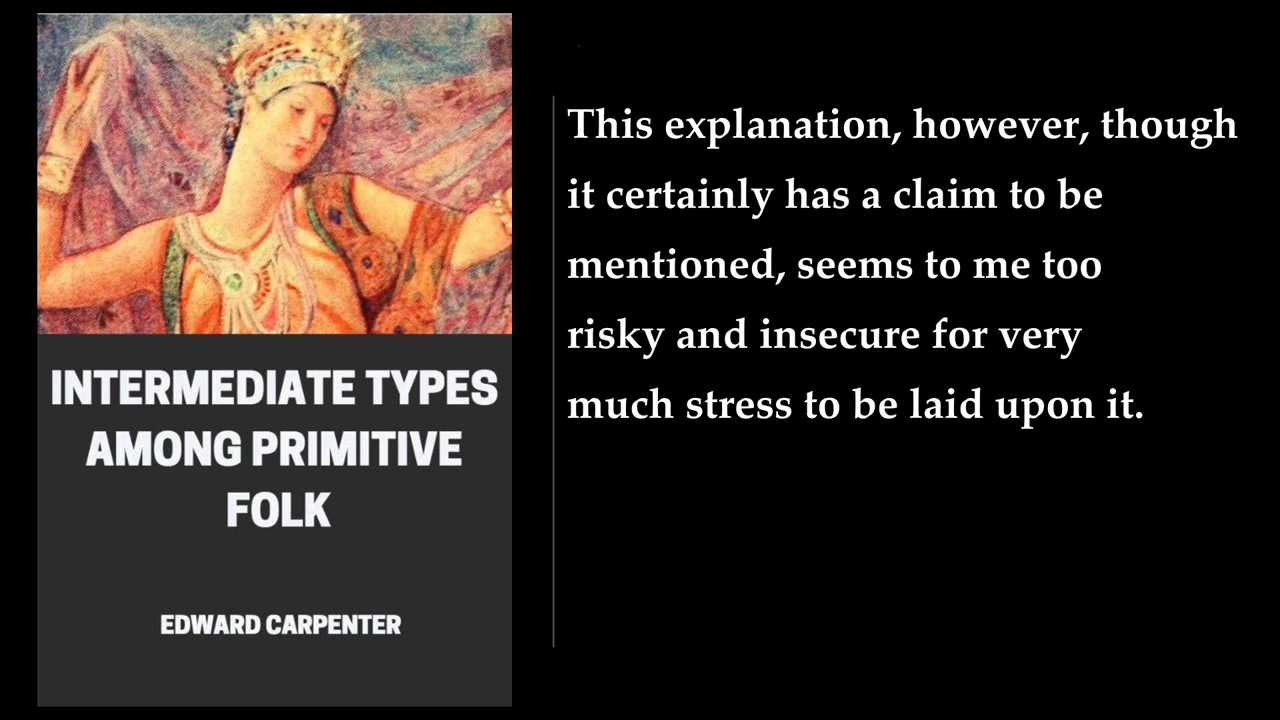 INTERMEDIATE TYPES
AMONG PRIMITIVE
FOLK
EDWARD CARPENTER
This explanation, however, though
it certainly has a claim to be
mentioned, seems to me too
risky and insecure for very
much stress to be laid upon it.